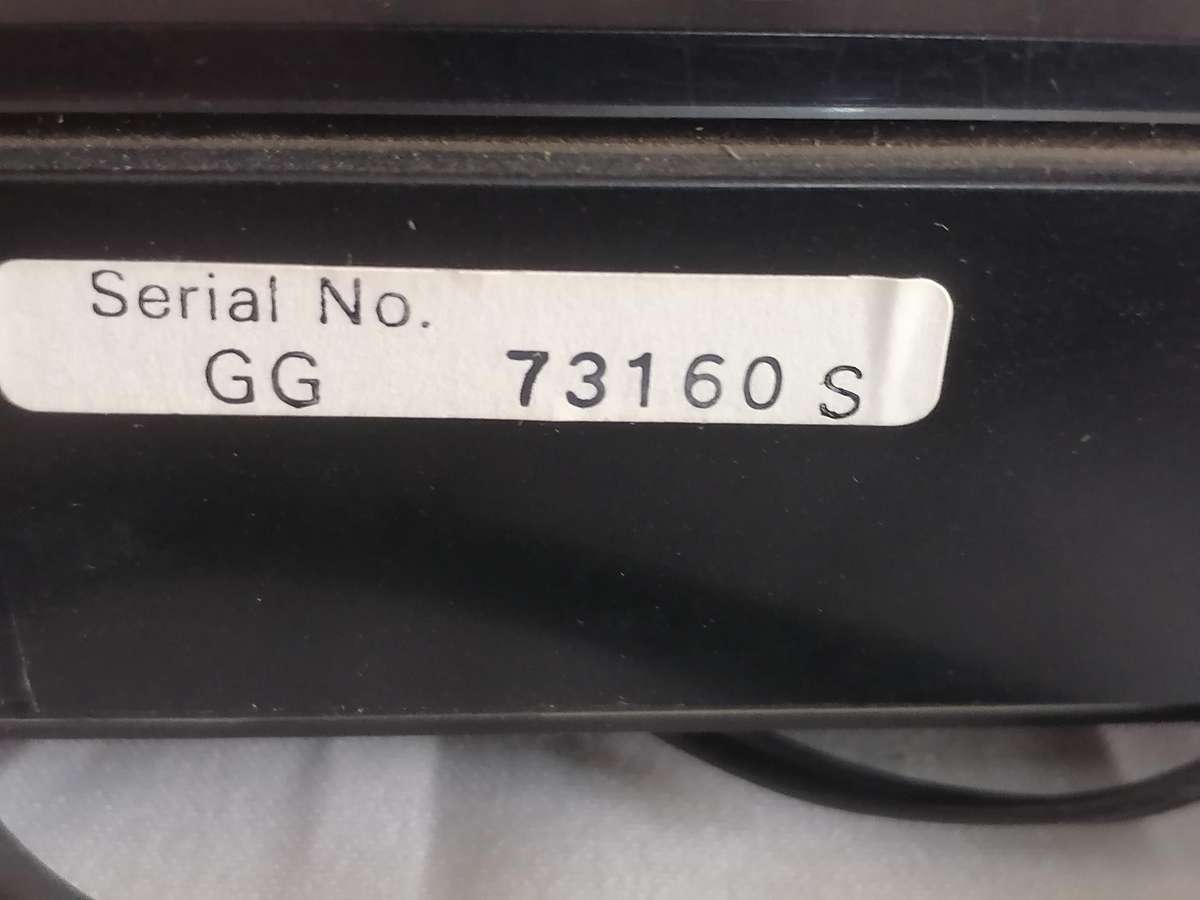 Serial No.
GG 73160 S